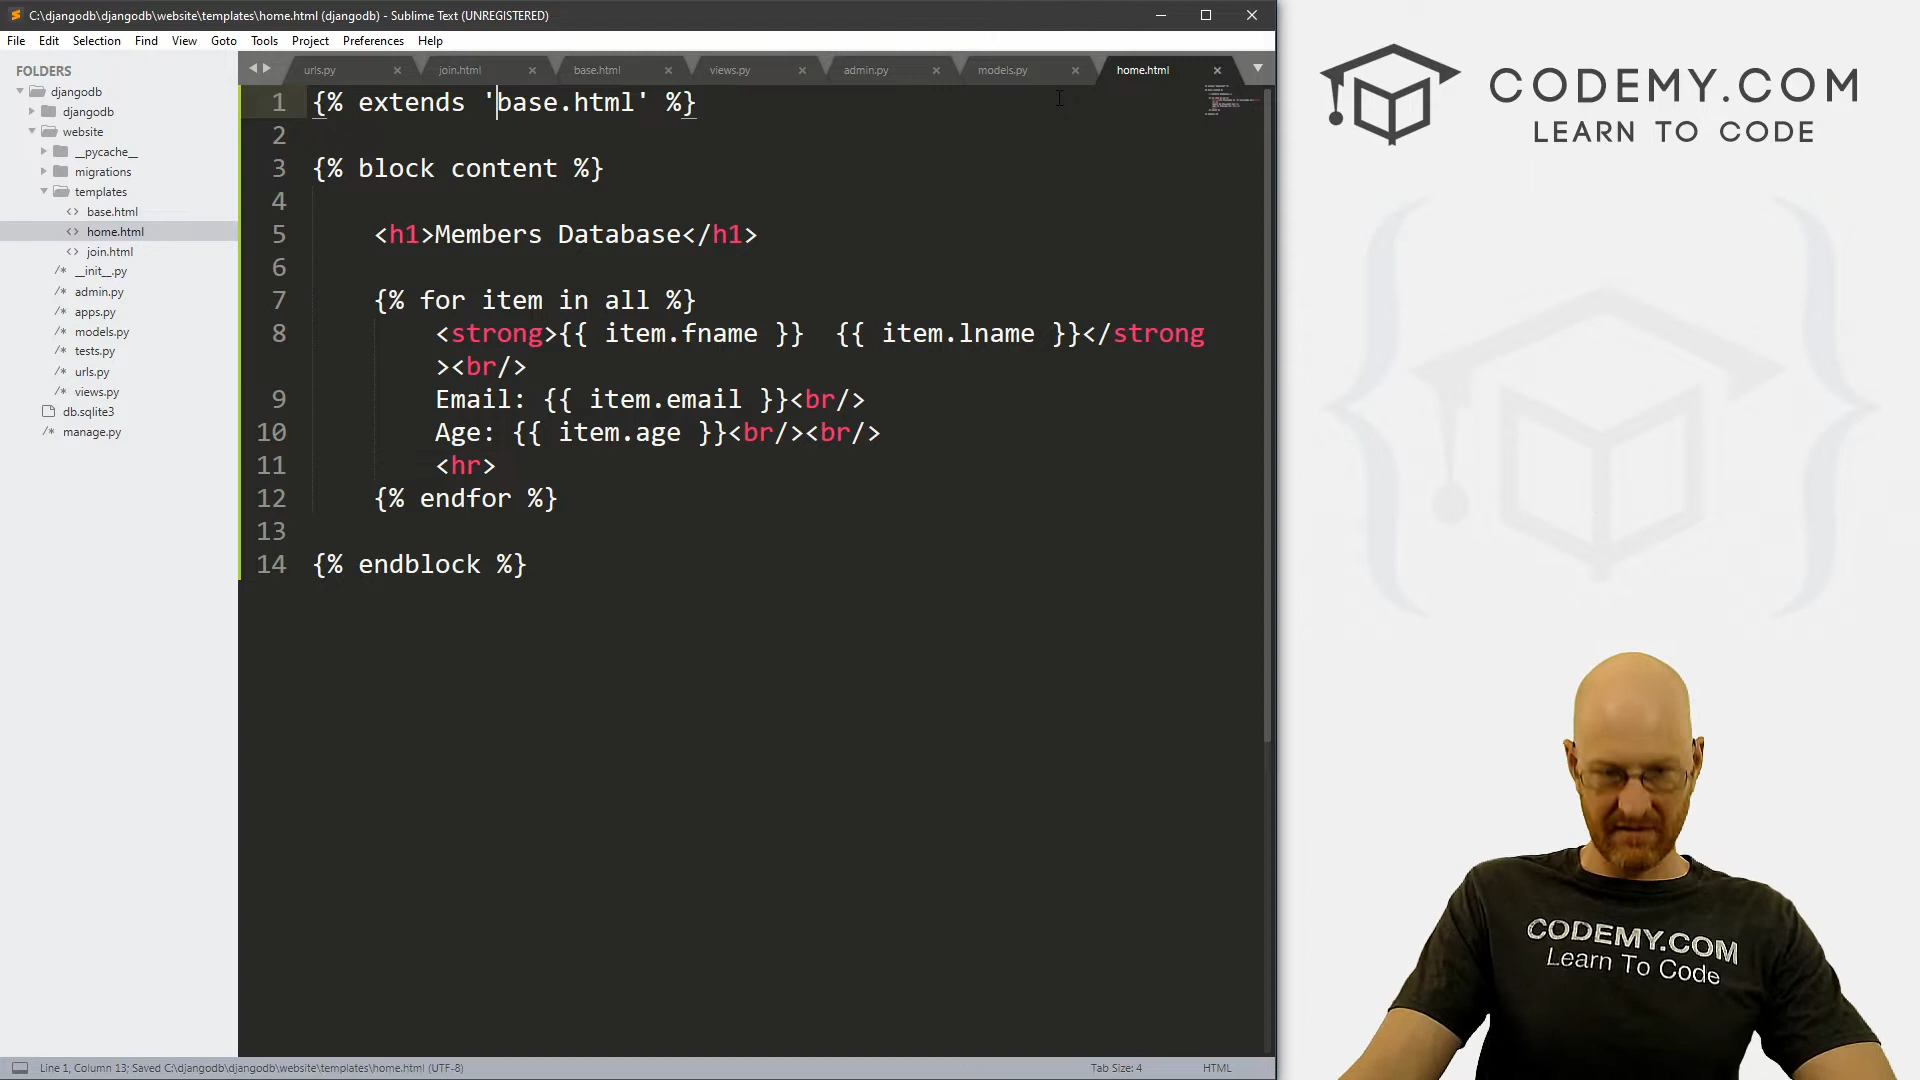 C:\djangodb\djangodb\website\templates\home.html (djangodb) - Sublime Text (UNREGISTERED)
File Edit Selection Find View Goto Tools Project Preferences Help
FOLDERS
djangodb
djangodb
website
__pycache__
migrations
templates
base.html
home.html
join.html
__init__.py
admin.py
apps.py
models.py
tests.py
urls.py
views.py
db.sqlite3
manage.py
urls.py join.html base.html views.py admin.py models.py home.html
1 {% extends 'base.html' %}
2
3 {% block content %}
4
5 <h1>Members Database</h1>
6
7 {% for item in all %}
8 <strong>{{ item.fname }} {{ item.lname }}</strong
><br/>
9 Email: {{ item.email }}<br/>
10 Age: {{ item.age }}<br/><br/>
11 <hr>
12 {% endfor %}
13
14 {% endblock %}
Line 1, Column 13; Saved C:\djangodb\djangodb\website\templates\home.html (UTF-8)
Tab Size: 4
HTML
CODEMY.COM
LEARN TO CODE
CODEMY.COM
Learn To Code